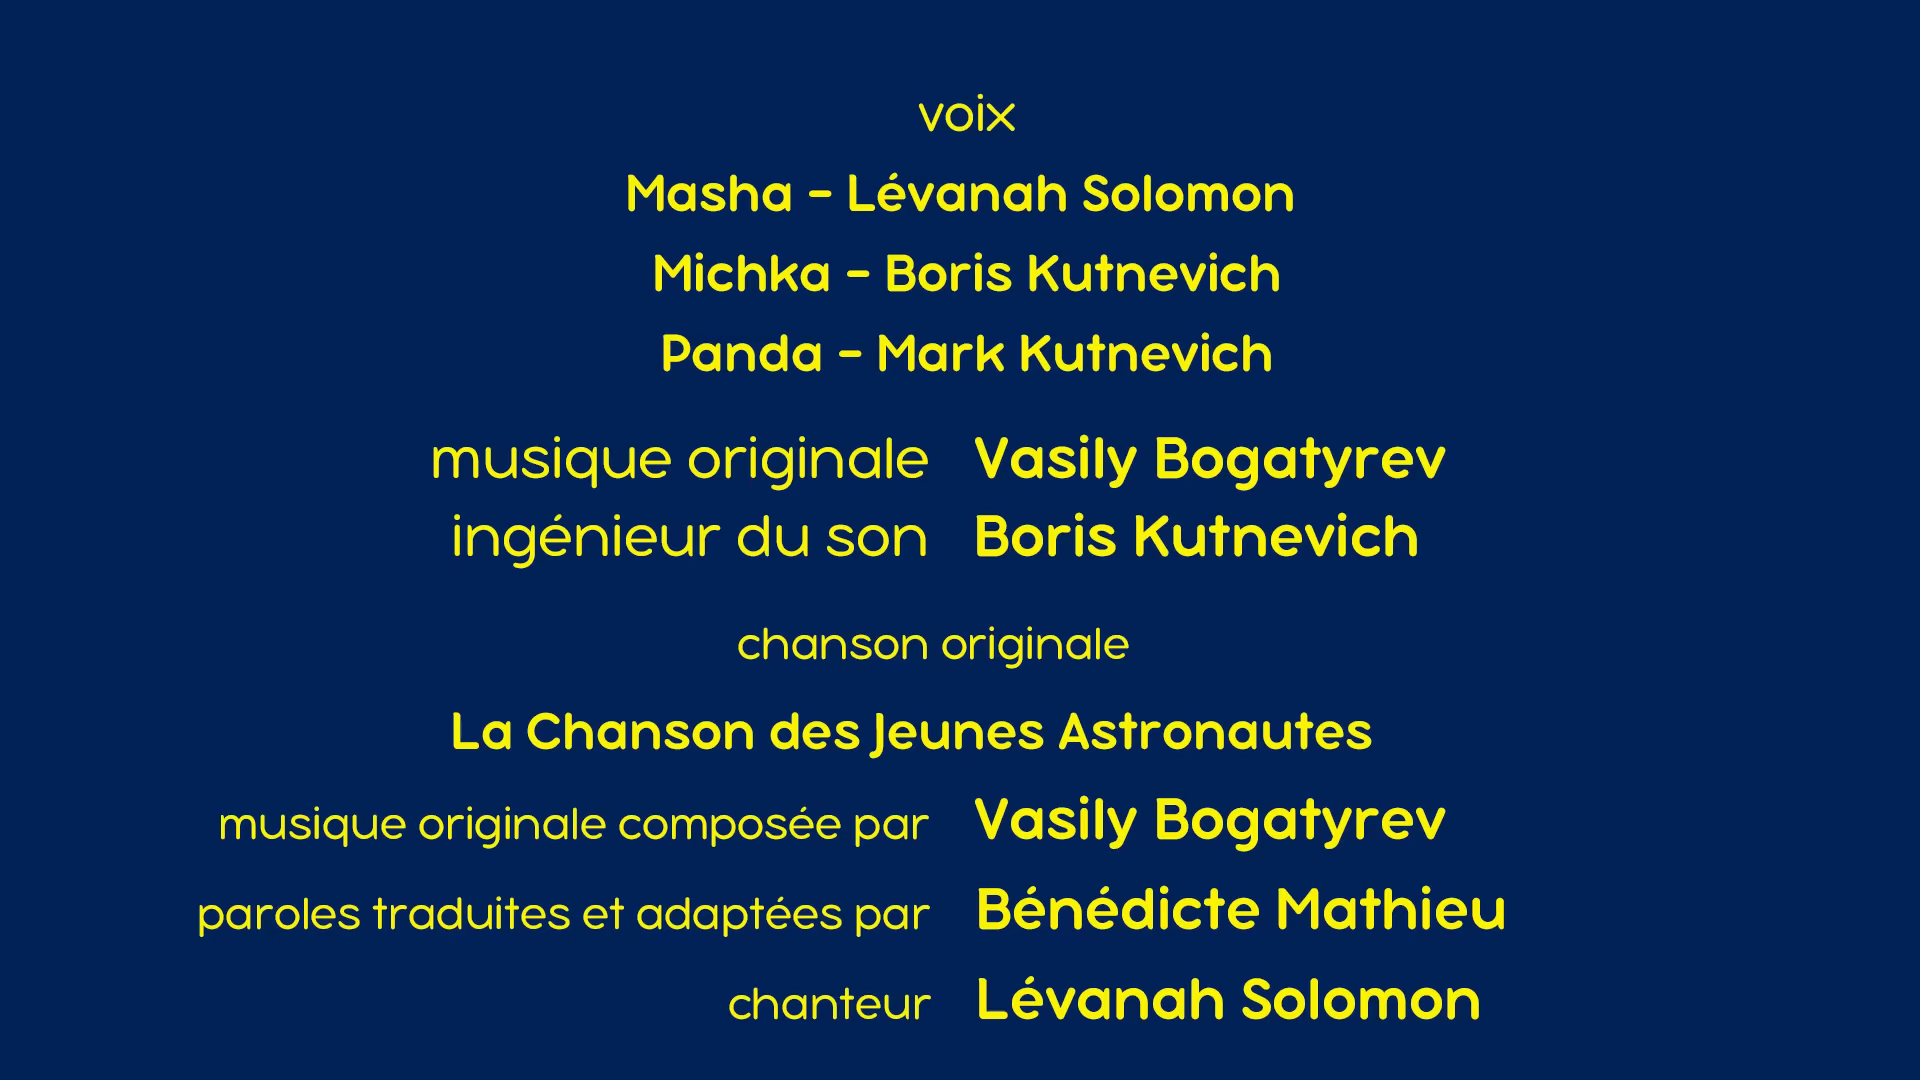 voix
Masha - Lévanah Solomon
Michka - Boris Kutnevich
Panda - Mark Kutnevich
musique originale Vasily Bogatyrev
ingénieur du son Boris Kutnevich
chanson originale
La Chanson des Jeunes Astronautes
musique originale composée par Vasily Bogatyrev
paroles traduites et adaptées par Bénédicte Mathieu
chanteur Lévanah Solomon